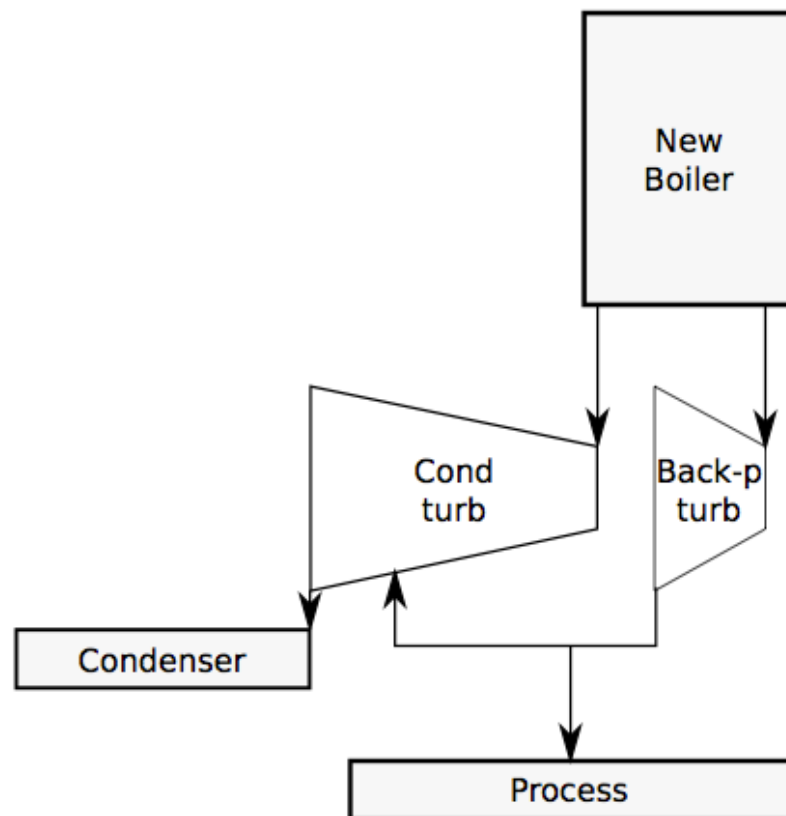 New
Boiler
Cond
turb
Back-p
turb
Condenser
Process